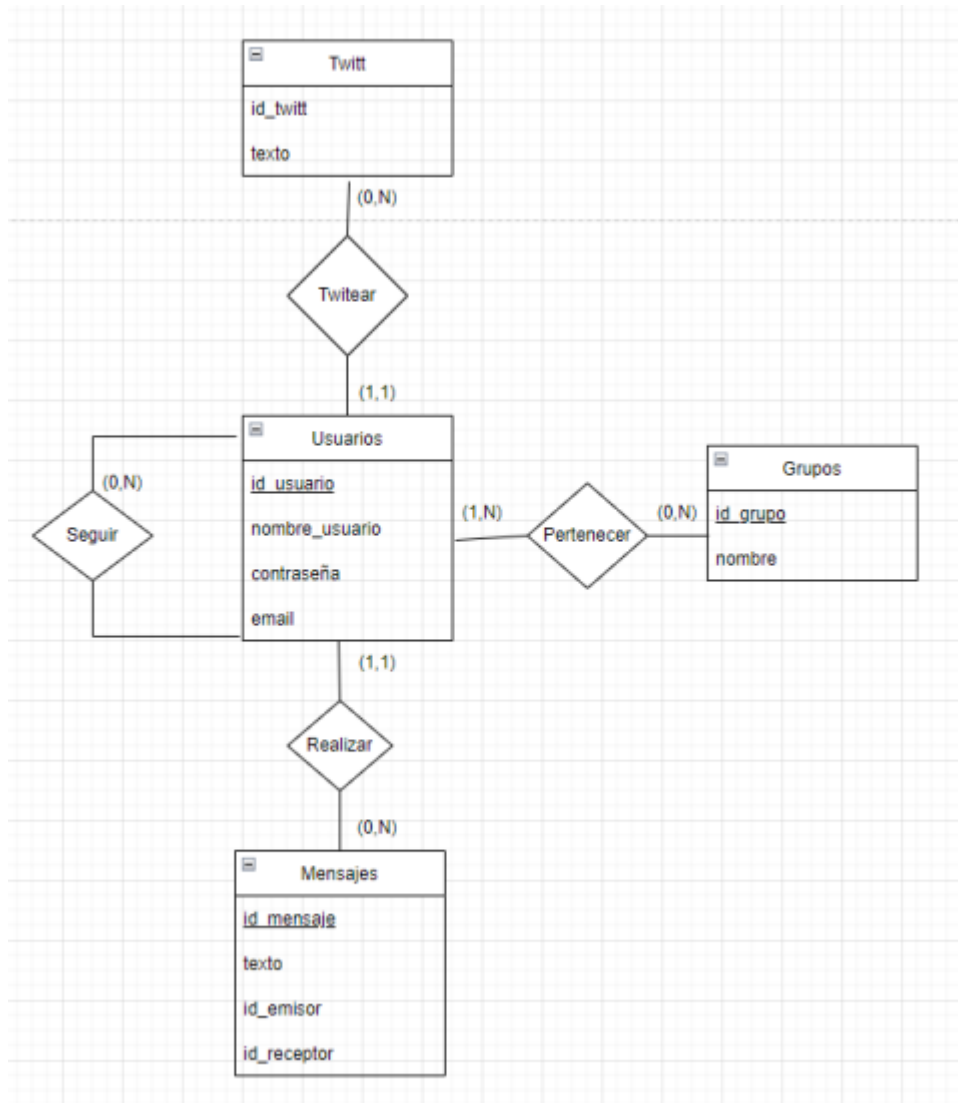 Twitt
id_twitt
texto
(0,N)
Twitear
(1,1)
Usuarios
id_usuario
nombre_usuario
contraseña
email
(0,N)
Seguir
(1,N)
Pertenecer
(0,N)
Grupos
id_grupo
nombre
(1,1)
Realizar
(0,N)
Mensajes
id_mensaje
texto
id_emisor
id_receptor